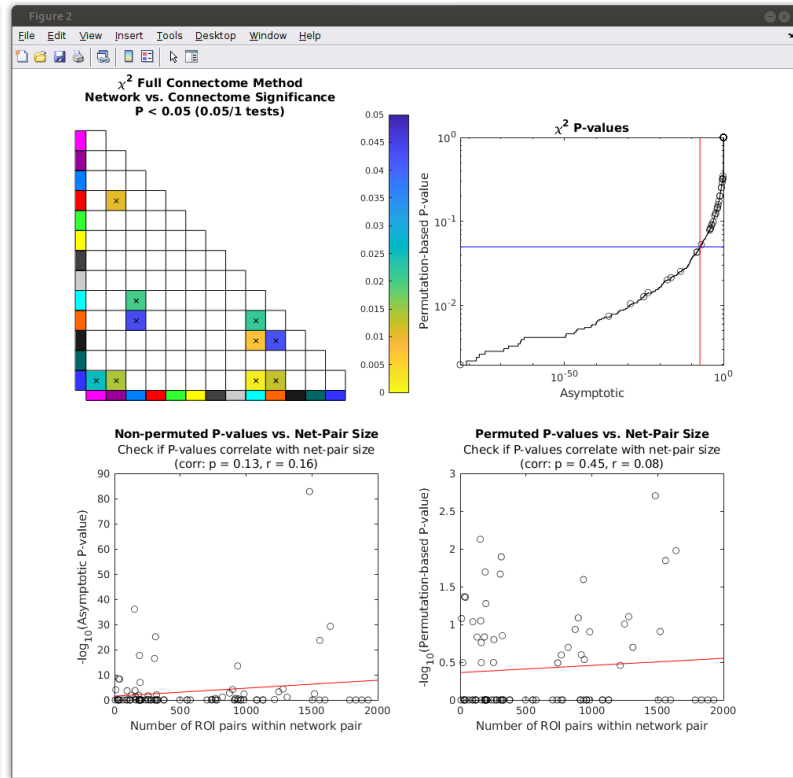 Figure 2
File Edit View Insert Tools Desktop Window Help
χ² Full Connectome Method
Network vs. Connectome Significance
P < 0.05 (0.05/1 tests)
0.05
0.045
0.04
0.035
0.03
0.025
0.02
0.015
0.01
0.005
0
χ² P-values
Permutation-based P-value
10⁰
10⁻¹
10⁻²
10⁻⁵⁰
10⁰
Asymptotic
Non-permuted P-values vs. Net-Pair Size
Check if P-values correlate with net-pair size
(corr: p = 0.13, r = 0.16)
-log₁₀(Asymptotic P-value)
90
80
70
60
50
40
30
20
10
0
0 500 1000 1500 2000
Number of ROI pairs within network pair
Permuted P-values vs. Net-Pair Size
Check if P-values correlate with net-pair size
(corr: p = 0.45, r = 0.08)
-log₁₀(Permutation-based P-value)
3
2.5
2
1.5
1
0.5
0
0 500 1000 1500 2000
Number of ROI pairs within network pair